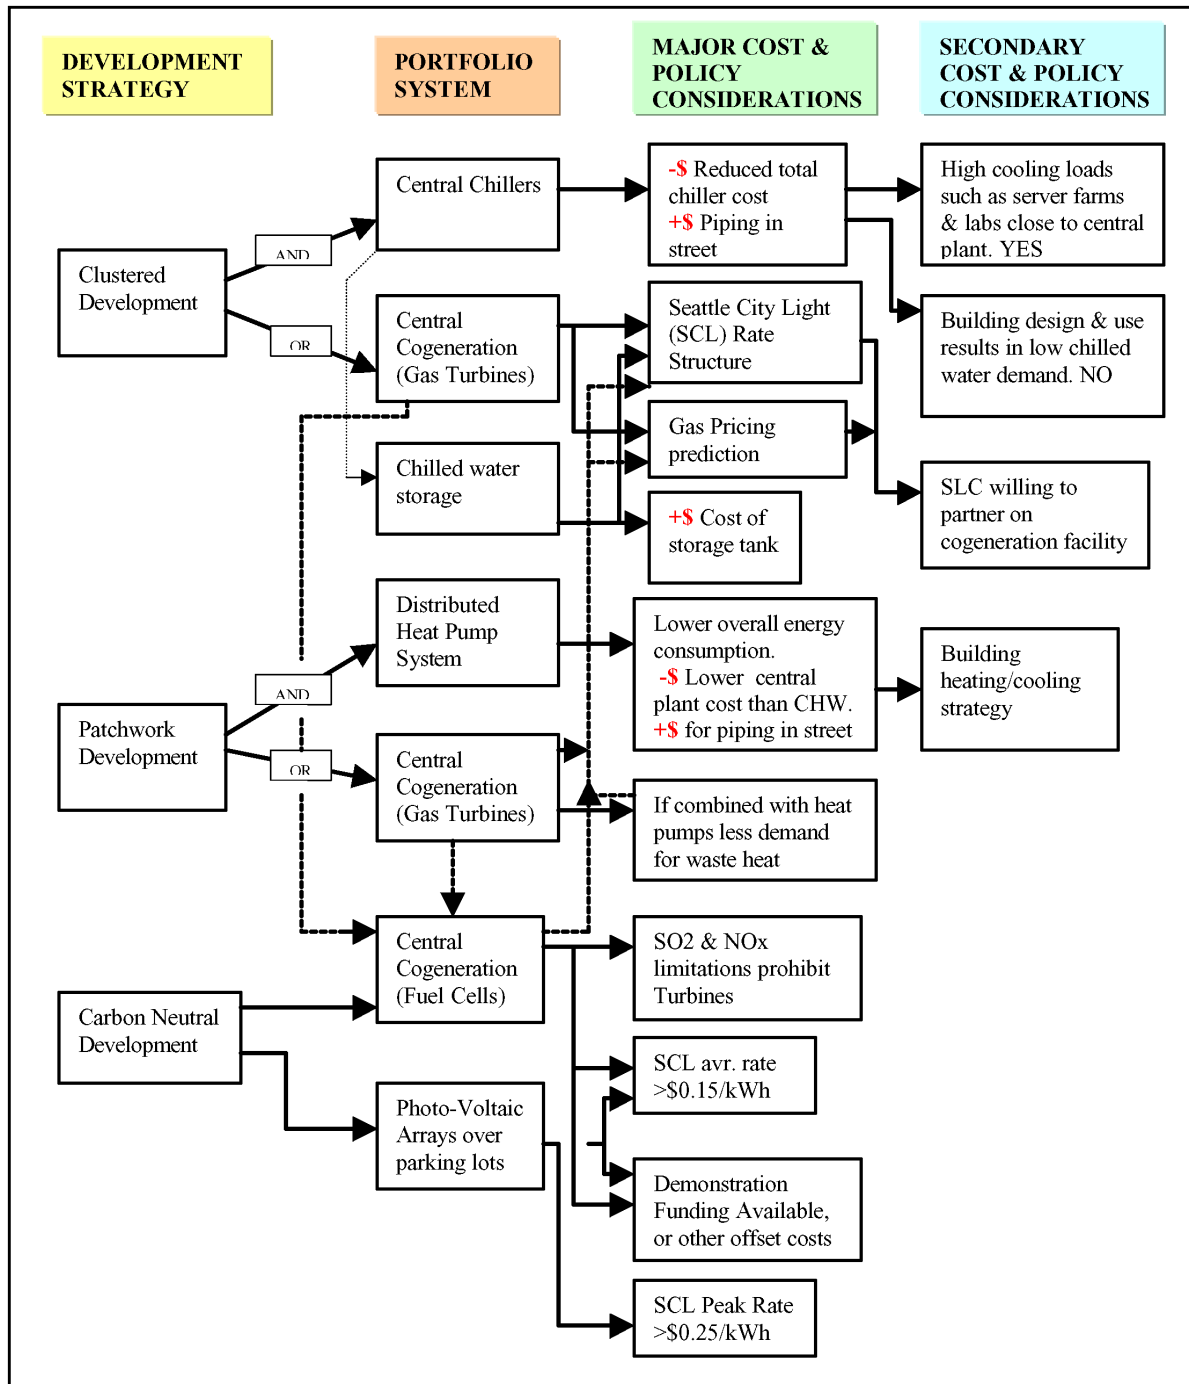 DEVELOPMENT
STRATEGY
PORTFOLIO
SYSTEM
MAJOR COST &
POLICY
CONSIDERATIONS
SECONDARY
COST & POLICY
CONSIDERATIONS
Clustered
Development
AND
OR
Central Chillers
-$ Reduced total
chiller cost
+$ Piping in
street
High cooling loads
such as server farms
& labs close to central
plant. YES
Central
Cogeneration
(Gas Turbines)
Seattle City Light
(SCL) Rate
Structure
Building design & use
results in low chilled
water demand. NO
Gas Pricing
prediction
Chilled water
storage
+$ Cost of
storage tank
SLC willing to
partner on
cogeneration facility
Patchwork
Development
AND
OR
Distributed
Heat Pump
System
Lower overall energy
consumption.
-$ Lower central
plant cost than CHW.
+$ for piping in street
Building
heating/cooling
strategy
Central
Cogeneration
(Gas Turbines)
If combined with heat
pumps less demand
for waste heat
Carbon Neutral
Development
Central
Cogeneration
(Fuel Cells)
SO2 & NOx
limitations prohibit
Turbines
SCL avr. rate
>$0.15/kWh
Photo-Voltaic
Arrays over
parking lots
Demonstration
Funding Available,
or other offset costs
SCL Peak Rate
>$0.25/kWh